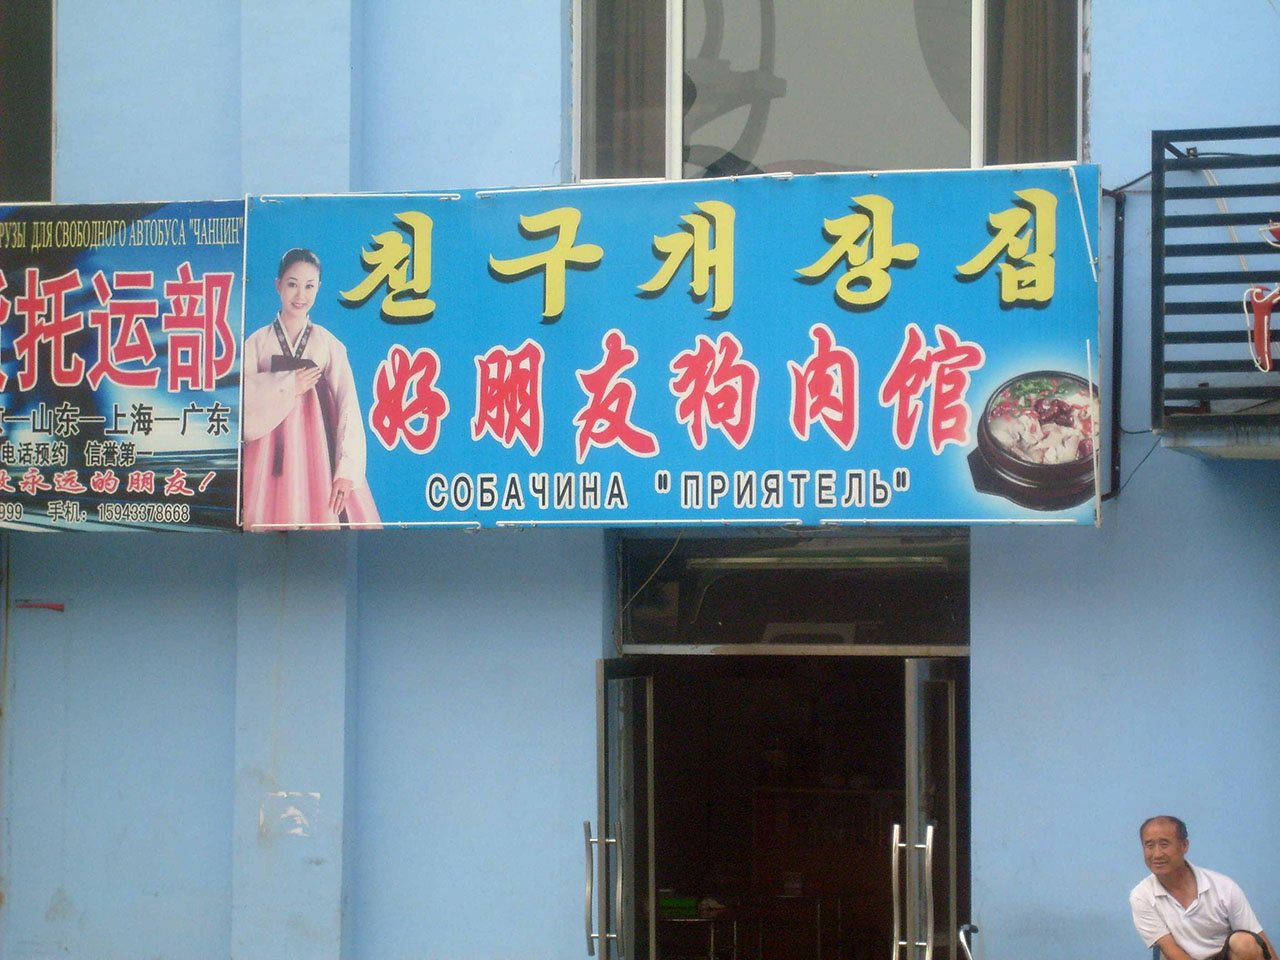 РУЗЫ ДЛЯ СВОБОДНОГО АВТОБУСА "ЧАНЦИН"
托运部
—山东—上海—广东
电话预约 信誉第一
永远的朋友!
999 手机: 15943378668
친구개장집
好朋友狗肉馆
СОБАЧИНА "ПРИЯТЕЛЬ"